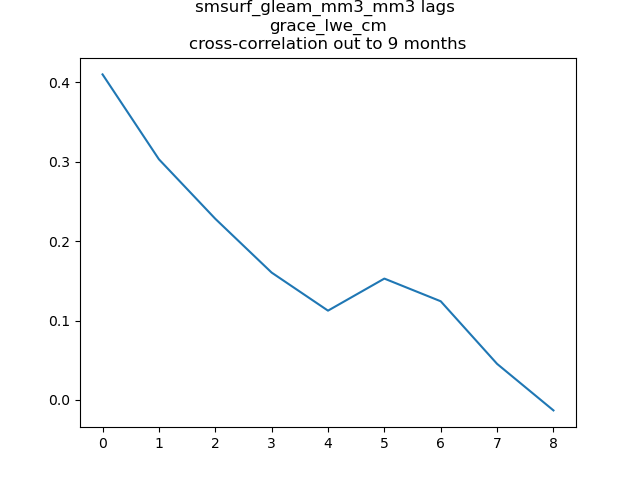 smsurf_gleam_mm3_mm3 lags
grace_lwe_cm
cross-correlation out to 9 months
0.4
0.3
0.2
0.1
0.0
0 1 2 3 4 5 6 7 8